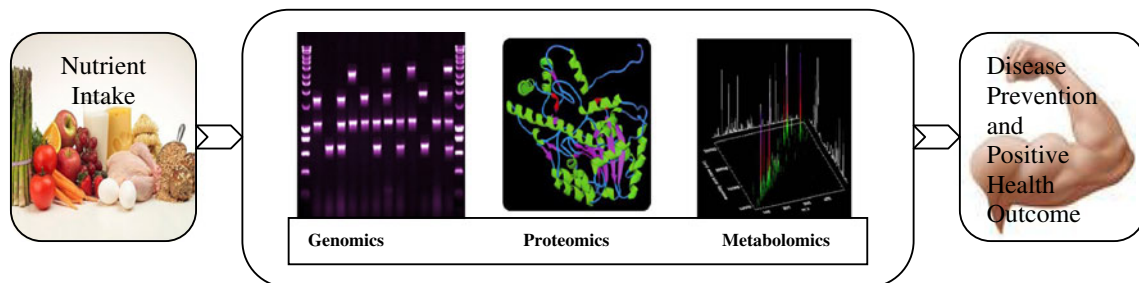 Nutrient
Intake
Genomics
Proteomics
Metabolomics
Disease
Prevention
and
Positive
Health
Outcome